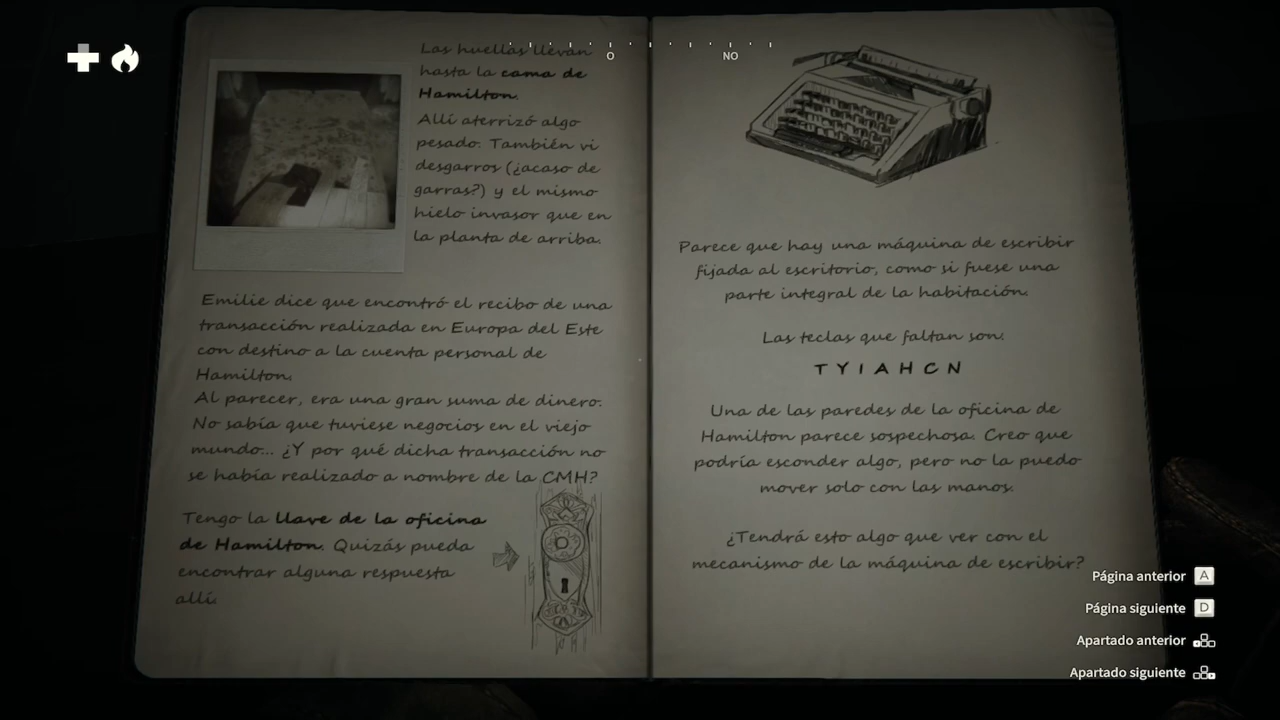 O
NO
Las huellas llevan
hasta la cama de
Hamilton.
Allí aterrizó algo
pesado. También vi
desgarros (¿acaso de
garras?) y el mismo
hielo invasor que en
la planta de arriba.
Emilie dice que encontró el recibo de una
transacción realizada en Europa del Este
con destino a la cuenta personal de
Hamilton.
Al parecer, era una gran suma de dinero.
No sabía que tuviese negocios en el viejo
mundo... ¿Y por qué dicha transacción no
se había realizado a nombre de la CMH?
Tengo la llave de la oficina
de Hamilton. Quizás pueda
encontrar alguna respuesta
allí.
Parece que hay una máquina de escribir
fijada al escritorio, como si fuese una
parte integral de la habitación.
Las teclas que faltan son:
T Y I A H C N
Una de las paredes de la oficina de
Hamilton parece sospechosa. Creo que
podría esconder algo, pero no la puedo
mover solo con las manos.
¿Tendrá esto algo que ver con el
mecanismo de la máquina de escribir?
Página anterior A
Página siguiente D
Apartado anterior
Apartado siguiente